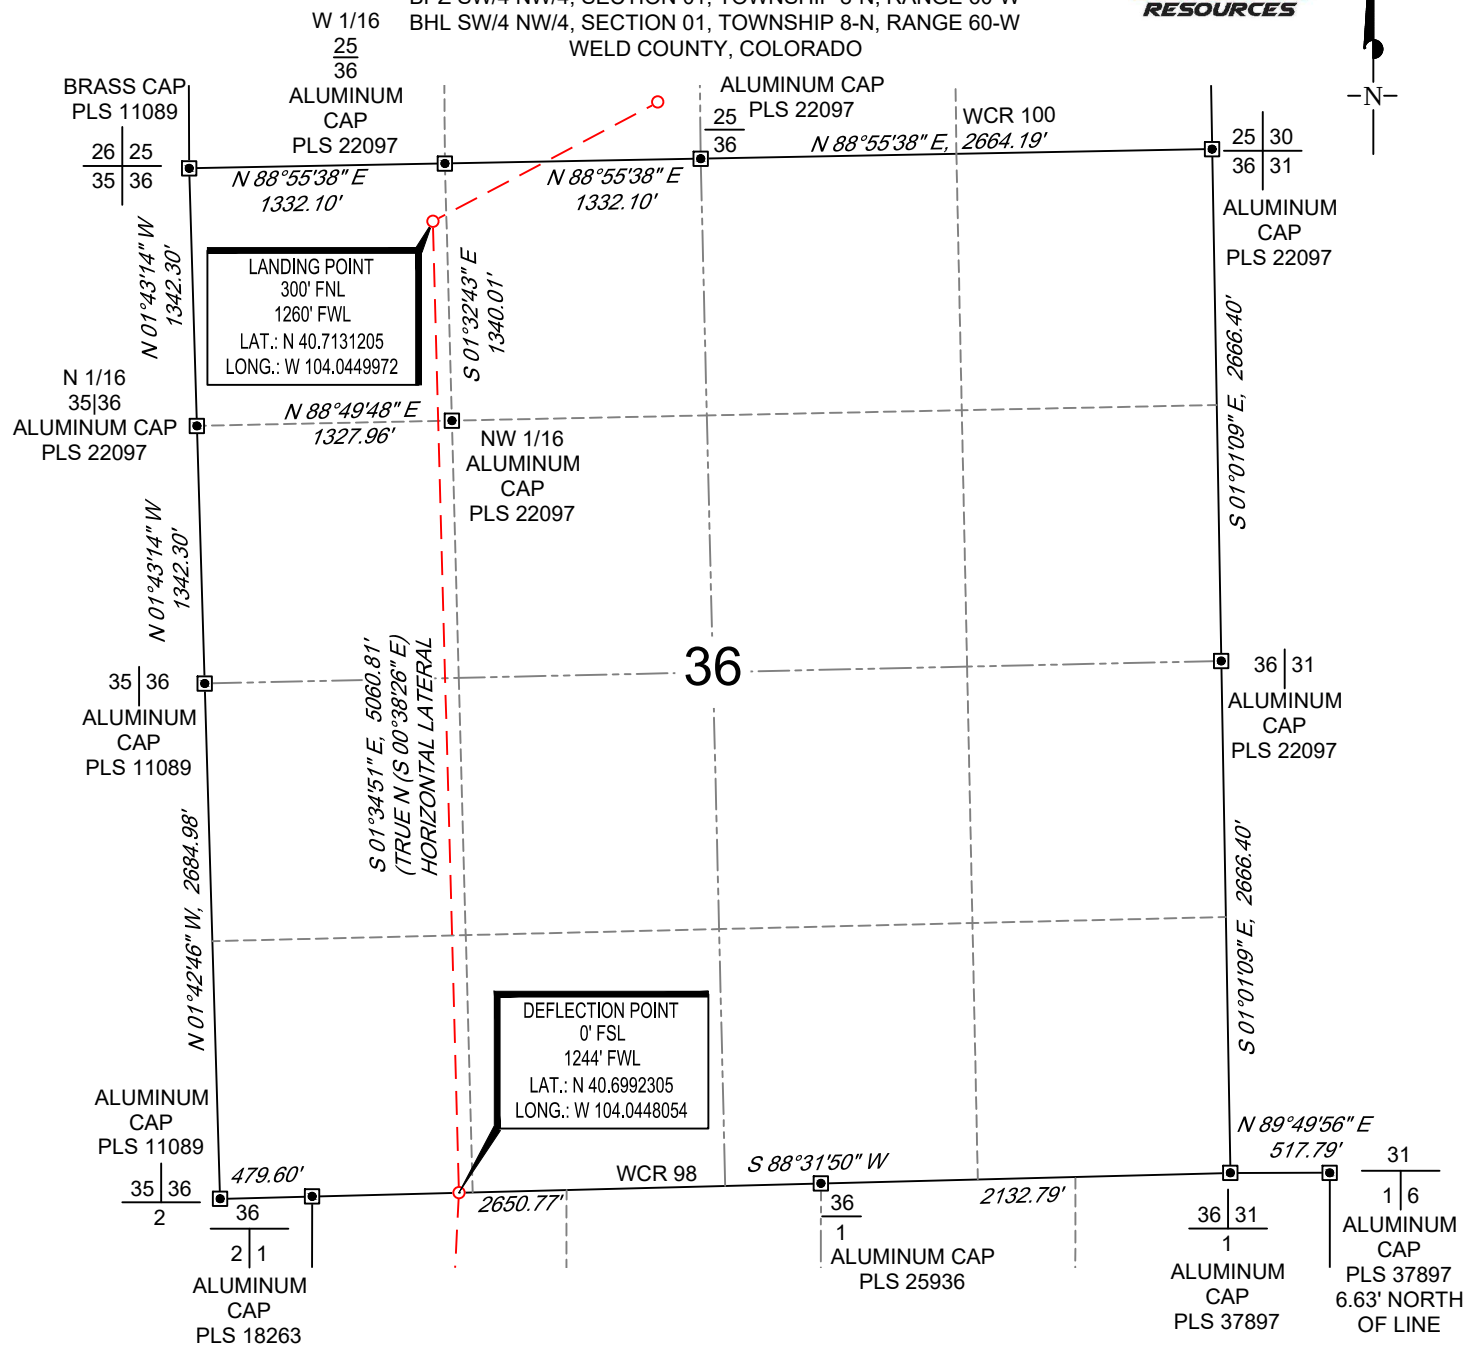 BHL SW/4 NW/4, SECTION 01, TOWNSHIP 8-N, RANGE 60-W
WELD COUNTY, COLORADO
RESOURCES
-N-
W 1/16
25
36
ALUMINUM
CAP
PLS 22097
BRASS CAP
PLS 11089
26 25
35 36
ALUMINUM CAP
PLS 22097
25
36
WCR 100
N 88°55'38" E, 2664.19'
25 30
36 31
ALUMINUM
CAP
PLS 22097
N 88°55'38" E
1332.10'
N 88°55'38" E
1332.10'
N 01°43'14" W
1342.30'
LANDING POINT
300' FNL
1260' FWL
LAT.: N 40.7131205
LONG.: W 104.0449972
S 01°32'43" E
1340.01'
S 01°01'09" E, 2666.40'
N 1/16
35|36
ALUMINUM CAP
PLS 22097
N 88°49'48" E
1327.96'
NW 1/16
ALUMINUM
CAP
PLS 22097
N 01°43'14" W
1342.30'
35 36
ALUMINUM
CAP
PLS 11089
S 01°34'51" E, 5060.81'
(TRUE N (S 00°38'26" E)
HORIZONTAL LATERAL
36
36 31
ALUMINUM
CAP
PLS 22097
N 01°42'46" W, 2684.98'
S 01°01'09" E, 2666.40'
DEFLECTION POINT
0' FSL
1244' FWL
LAT.: N 40.6992305
LONG.: W 104.0448054
ALUMINUM
CAP
PLS 11089
35 36
2
479.60'
36
2 1
ALUMINUM
CAP
PLS 18263
2650.77'
WCR 98
S 88°31'50" W
36
1
ALUMINUM CAP
PLS 25936
2132.79'
N 89°49'56" E
517.79'
36 31
1
ALUMINUM
CAP
PLS 37897
31
1 6
ALUMINUM
CAP
PLS 37897
6.63' NORTH
OF LINE